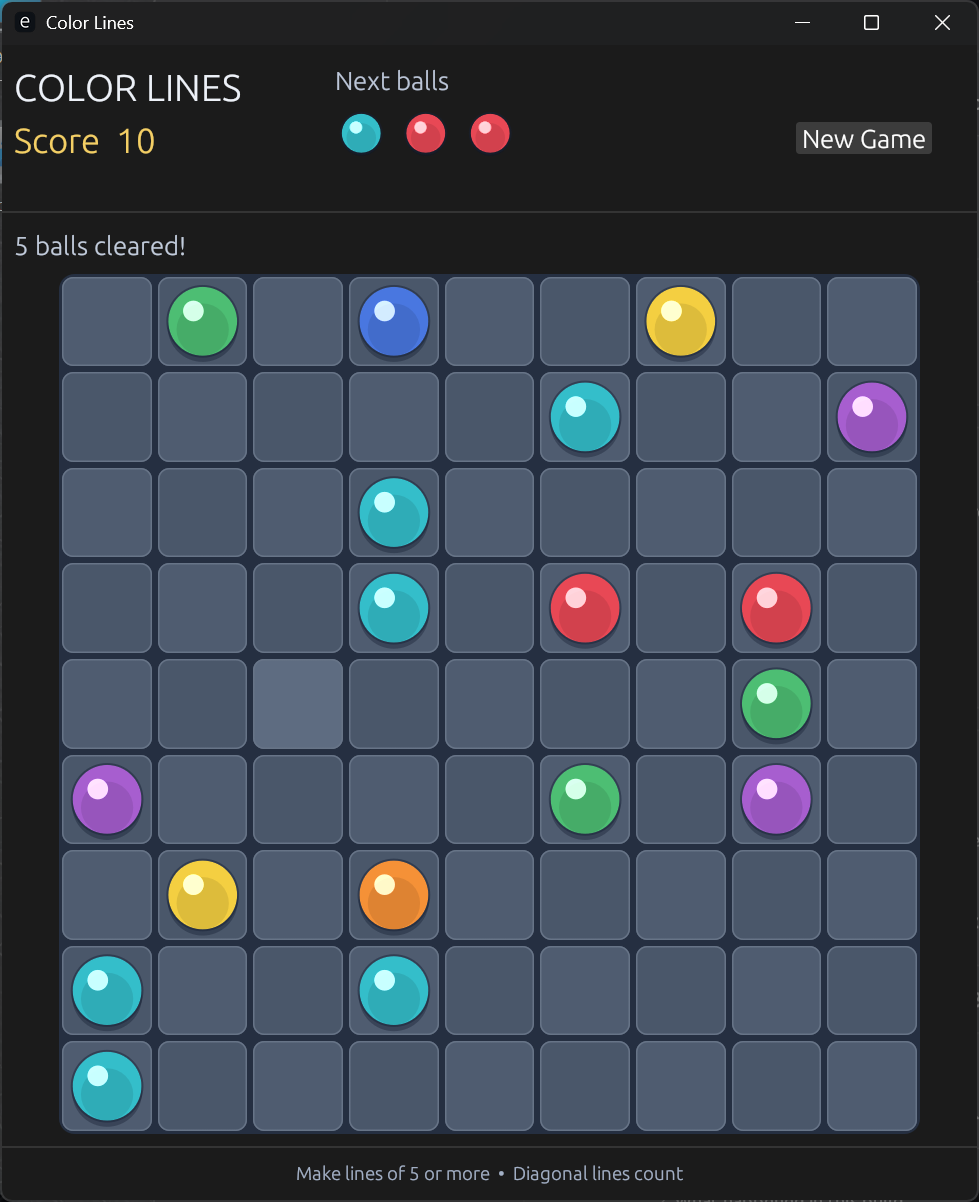 e Color Lines
COLOR LINES
Next balls
Score 10
New Game
5 balls cleared!
Make lines of 5 or more • Diagonal lines count